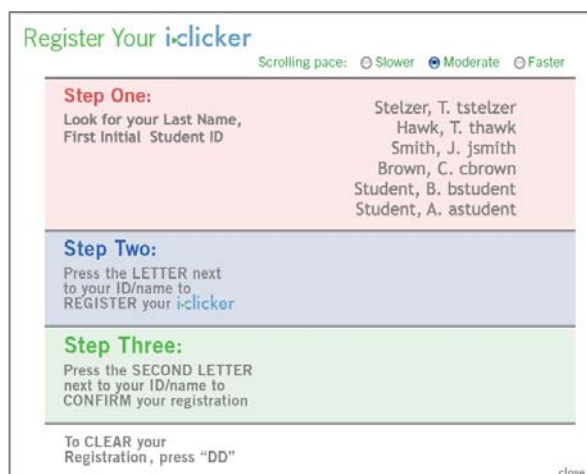 Register Your i>clicker
Scrolling pace: Slower Moderate Faster
Step One:
Look for your Last Name,
First Initial Student ID
Stelzer, T. tstelzer
Hawk, T. thawk
Smith, J. jsmith
Brown, C. cbrown
Student, B. bstudent
Student, A. astudent
Step Two:
Press the LETTER next
to your ID/name to
REGISTER your i>clicker
Step Three:
Press the SECOND LETTER
next to your ID/name to
CONFIRM your registration
To CLEAR your
Registration, press "DD"
close